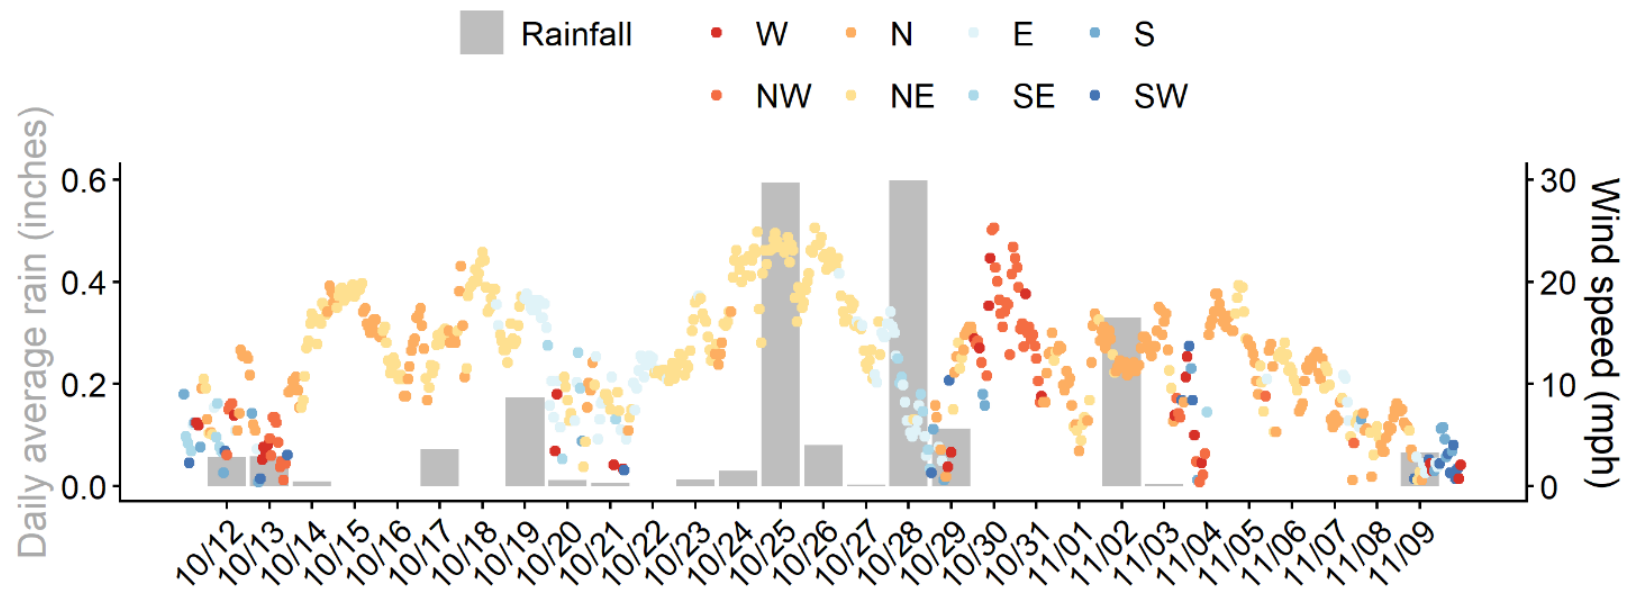 Rainfall W N E S
NW NE SE SW
Daily average rain (inches)
0.6
0.4
0.2
0.0
30
20
10
0
Wind speed (mph)
10/12 10/13 10/14 10/15 10/16 10/17 10/18 10/19 10/20 10/21 10/22 10/23 10/24 10/25 10/26 10/27 10/28 10/29 10/30 10/31 11/01 11/02 11/03 11/04 11/05 11/06 11/07 11/08 11/09